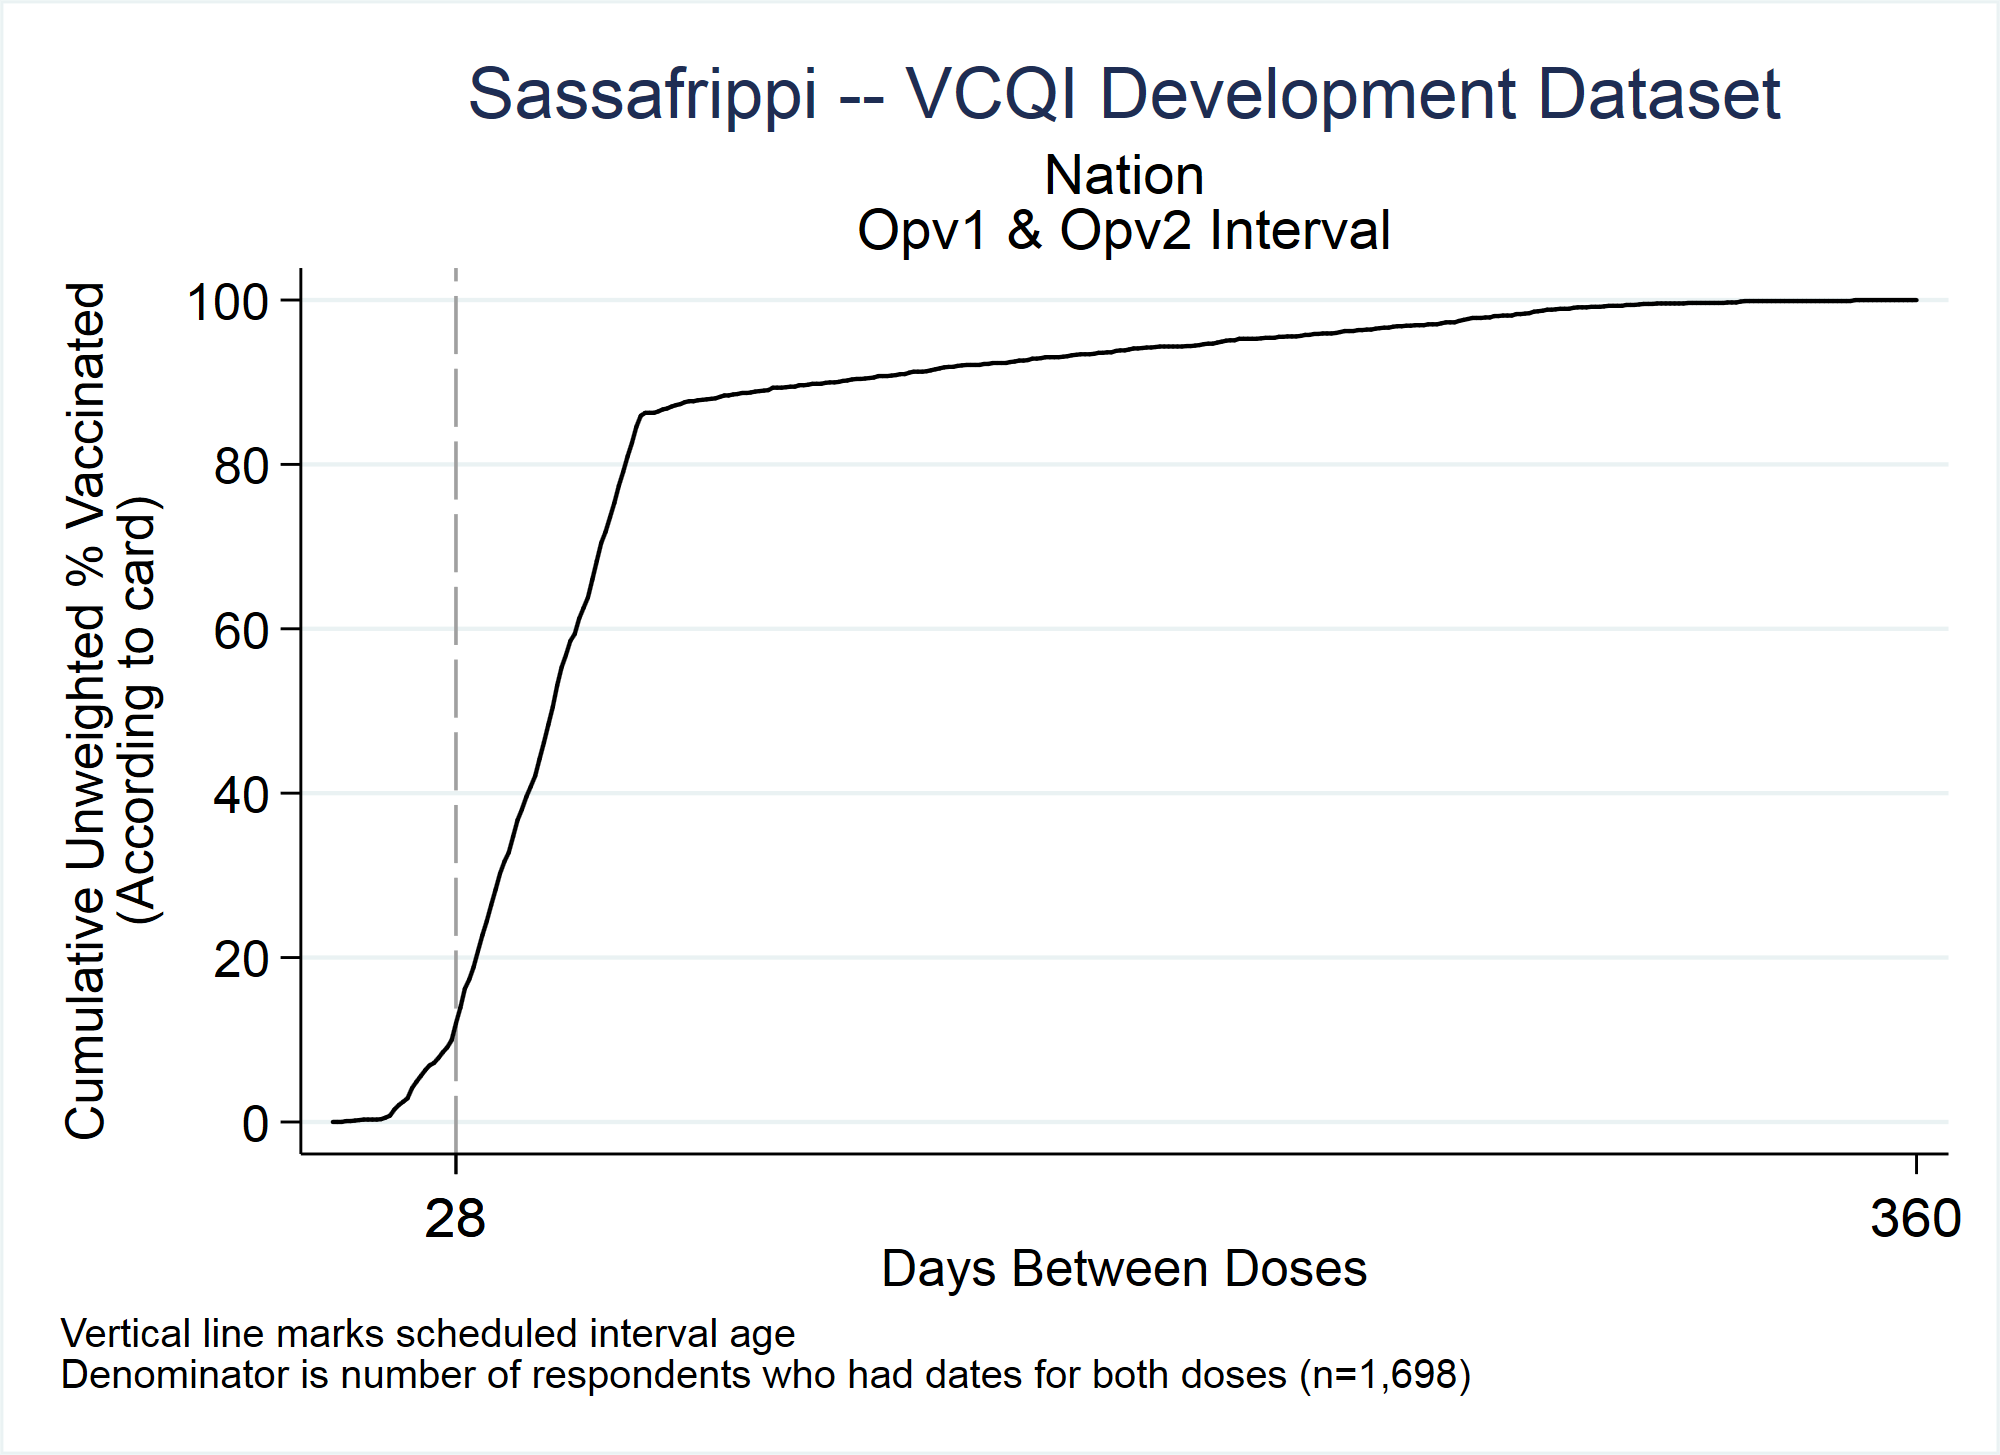 Sassafrippi -- VCQI Development Dataset
Nation
Opv1 & Opv2 Interval
Cumulative Unweighted % Vaccinated
(According to card)
100
80
60
40
20
0
28
360
Days Between Doses
Vertical line marks scheduled interval age
Denominator is number of respondents who had dates for both doses (n=1,698)